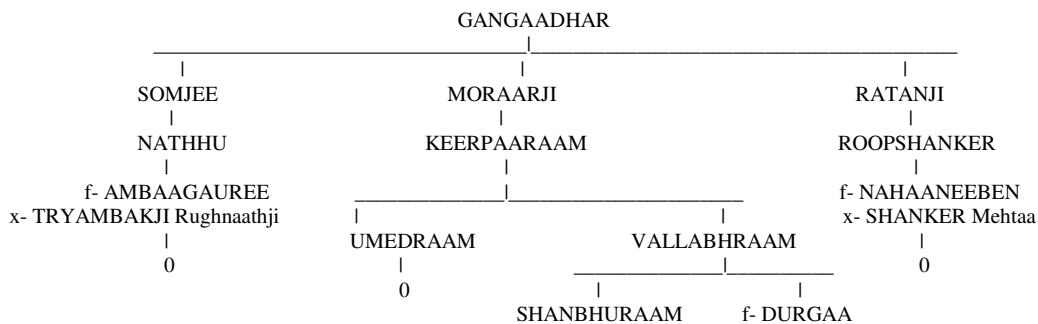 GANGAADHAR
SOMJEE MORAARJI RATANJI
NATHHU KEERPAARAAM ROOPSHANKER
f- AMBAAGAUREE f- NAHAANEEBEN
x- TRYAMBAKJI Rughnaathji x- SHANKER Mehtaa
UMEDRAAM VALLABHRAAM
0 0 0
SHANBHURAAM f- DURGAA